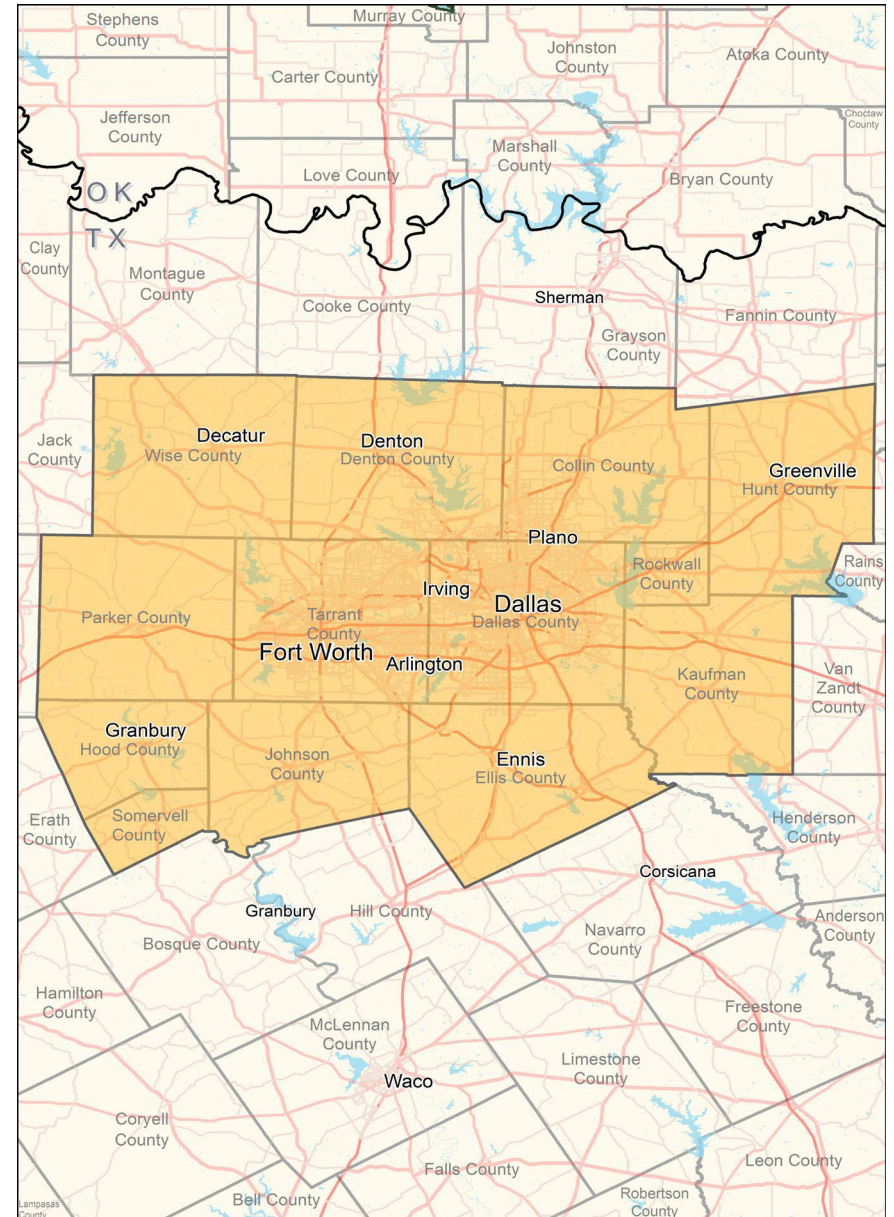 Stephens
County
Murray County
Carter County
Johnston
County
Atoka County
Jefferson
County
Choctaw
County
Marshall
County
Love County
Bryan County
OK
TX
Clay
County
Montague
County
Cooke County
Sherman
Grayson
County
Fannin County
Jack
County
Decatur
Wise County
Denton
Denton County
Collin County
Greenville
Hunt County
Plano
Rockwall
County
Rains
County
Irving
Dallas
Dallas County
Parker County
Tarrant
County
Fort Worth
Arlington
Kaufman
County
Van
Zandt
County
Granbury
Hood County
Johnson
County
Ennis
Ellis County
Erath
County
Somervell
County
Henderson
County
Corsicana
Granbury
Hill County
Navarro
County
Anderson
County
Bosque County
Hamilton
County
Freestone
County
McLennan
County
Limestone
County
Waco
Coryell
County
Falls County
Leon County
Bell County
Robertson
County
Lampasas
County